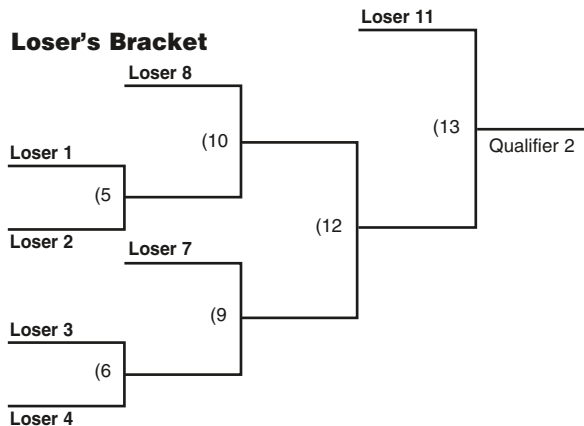 Loser's Bracket
Loser 11
Loser 8
(13
(10
Qualifier 2
Loser 1
(5
(12
Loser 2
Loser 7
(9
Loser 3
(6
Loser 4